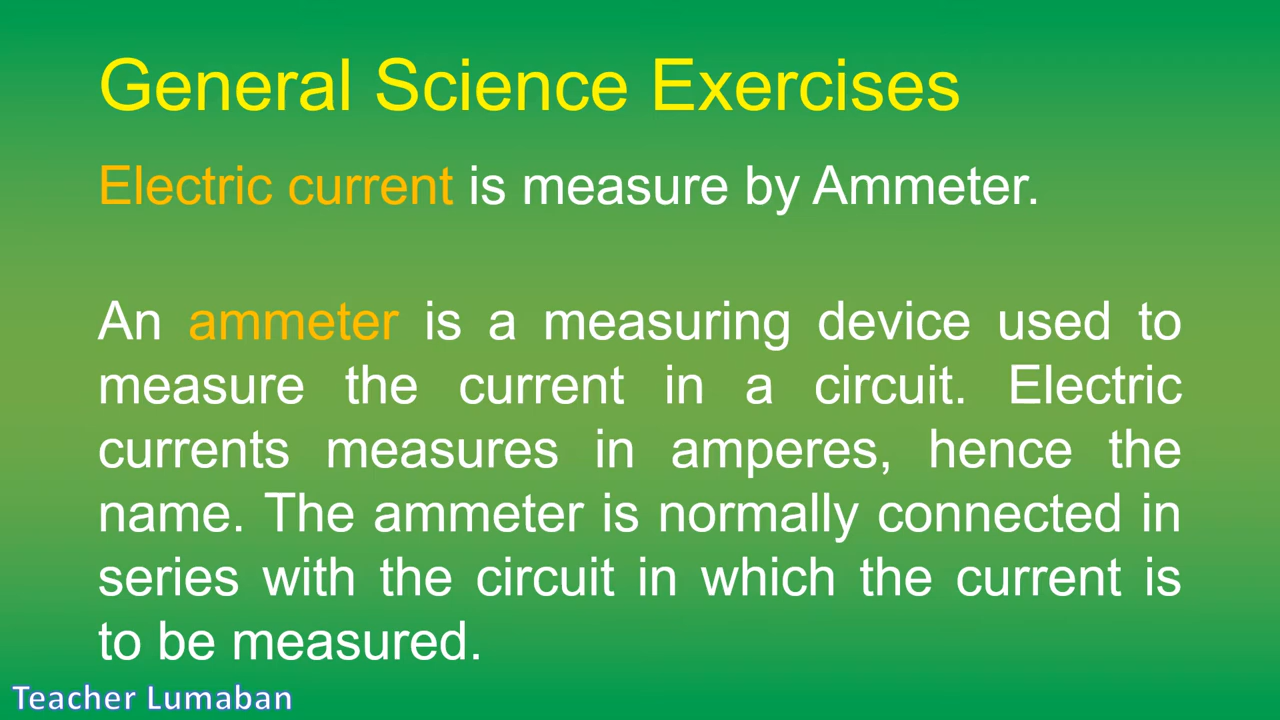 General Science Exercises
Electric current is measure by Ammeter.
An ammeter is a measuring device used to
measure the current in a circuit. Electric
currents measures in amperes, hence the
name. The ammeter is normally connected in
series with the circuit in which the current is
to be measured.
Teacher Lumaban